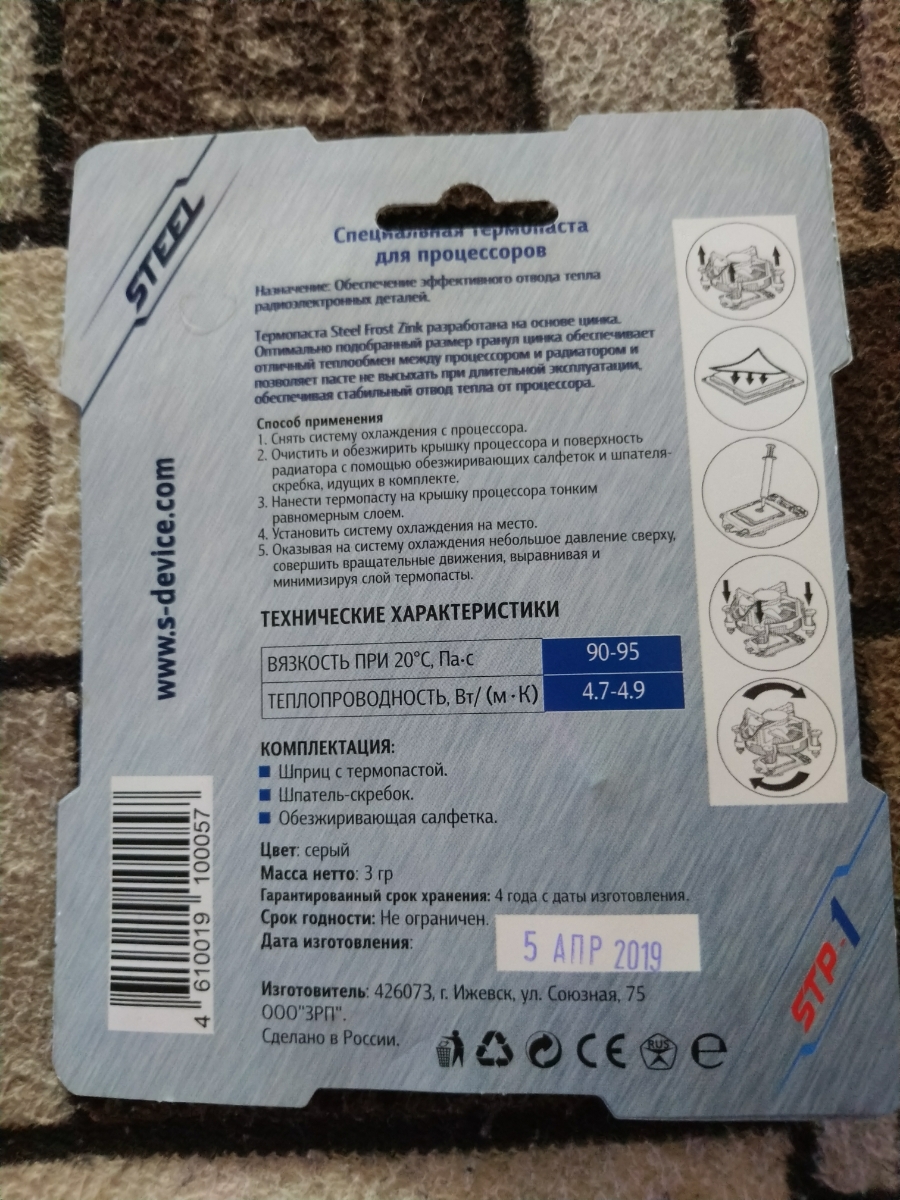 STEEL
Специальная термопаста
для процессоров
Назначение: Обеспечение эффективного отвода тепла
радиоэлектронных деталей.
Термопаста Steel Frost Zink разработана на основе цинка.
Оптимально подобранный размер гранул цинка обеспечивает
отличный теплообмен между процессором и радиатором и
позволяет пасте не высыхать при длительной эксплуатации,
обеспечивая стабильный отвод тепла от процессора.
Способ применения
1. Снять систему охлаждения с процессора.
2. Очистить и обезжирить крышку процессора и поверхность
радиатора с помощью обезжиривающих салфеток и шпателя-
скребка, идущих в комплекте.
3. Нанести термопасту на крышку процессора тонким
равномерным слоем.
4. Установить систему охлаждения на место.
5. Оказывая на систему охлаждения небольшое давление сверху,
совершить вращательные движения, выравнивая и
минимизируя слой термопасты.
www.s-device.com
ТЕХНИЧЕСКИЕ ХАРАКТЕРИСТИКИ
ВЯЗКОСТЬ ПРИ 20°С, Па·с 90-95
ТЕПЛОПРОВОДНОСТЬ, Вт/ (м · К) 4.7-4.9
КОМПЛЕКТАЦИЯ:
Шприц с термопастой.
Шпатель-скребок.
Обезжиривающая салфетка.
Цвет: серый
Масса нетто: 3 гр
Гарантированный срок хранения: 4 года с даты изготовления.
Срок годности: Не ограничен.
Дата изготовления: 5 АПР 2019
Изготовитель: 426073, г. Ижевск, ул. Союзная, 75
ООО"ЗРП".
Сделано в России.
CE RUS e
4 610019 100057
STP-1